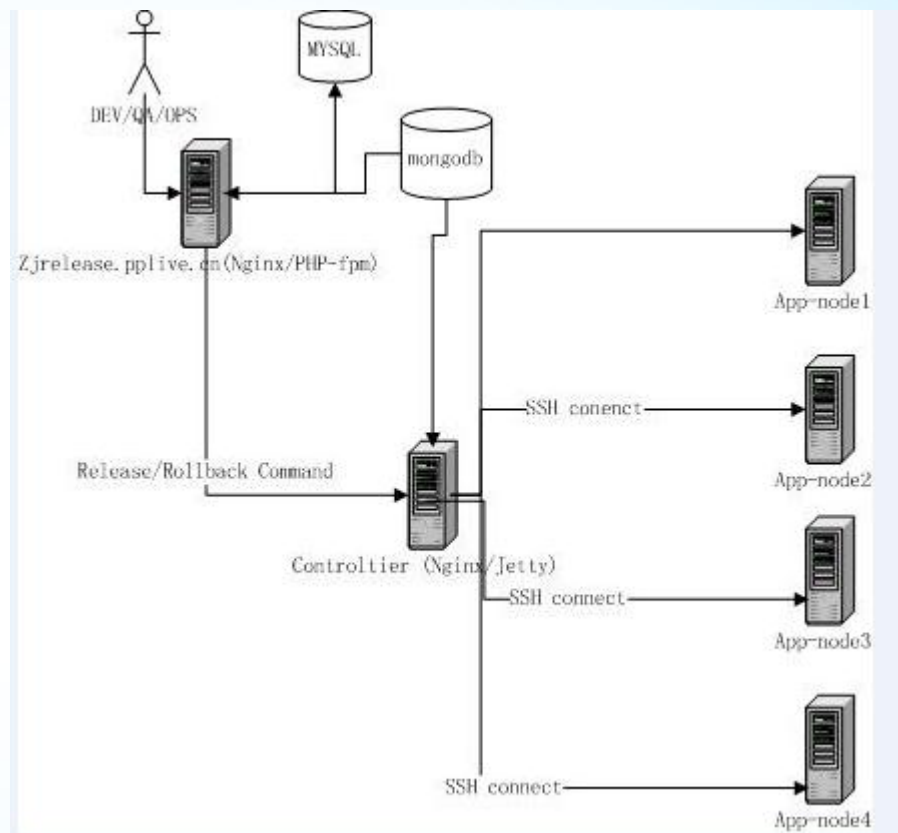 MYSQL
DEV/QA/OPS
mongodb
Zjrelease.pplive.cn(Nginx/PHP-fpm)
App-node1
SSH conenct
Release/Rollback Command
App-node2
Controltier (Nginx/Jetty)
SSH connect
App-node3
SSH connect
App-node4